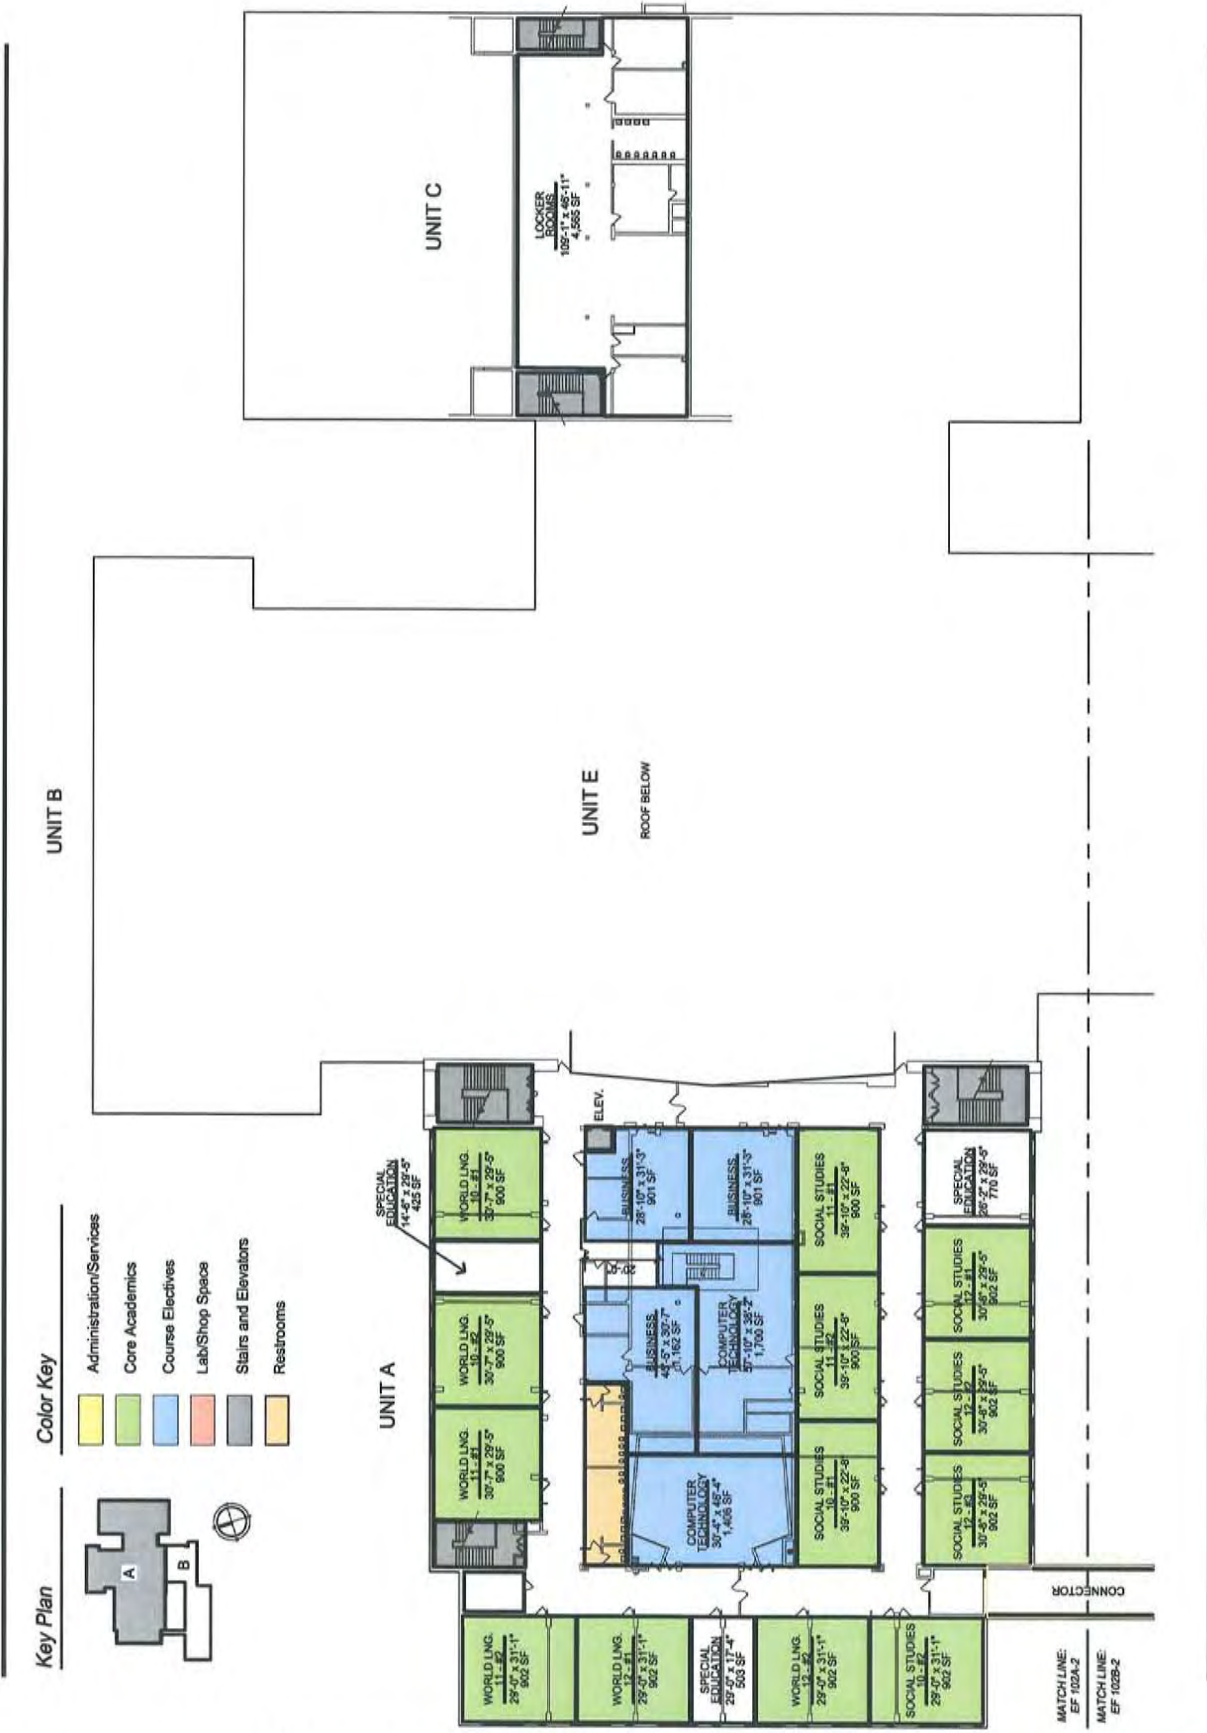 Key Plan
A
B
Color Key
Administration/Services
Core Academics
Course Electives
Lab/Shop Space
Stairs and Elevators
Restrooms
UNIT B
UNIT C
LOCKER
ROOMS
109'-1" x 46'-11"
4,565 SF
UNIT E
ROOF BELOW
UNIT A
SPECIAL
EDUCATION
14'-6" x 29'-5"
425 SF
WORLD LNG.
11 - #1
30'-7" x 29'-5"
900 SF
WORLD LNG.
10 - #2
30'-7" x 29'-5"
900 SF
WORLD LNG.
10 - #1
30'-7" x 29'-5"
900 SF
ELEV.
BUSINESS
28'-10" x 31'-3"
901 SF
BUSINESS
28'-10" x 31'-3"
901 SF
BUSINESS
1,162 SF
COMPUTER
TECHNOLOGY
1,700 SF
COMPUTER
TECHNOLOGY
30'-4" x 46'-4"
1,406 SF
SOCIAL STUDIES
10 - #1
39'-10" x 22'-8"
900 SF
SOCIAL STUDIES
11 - #2
39'-10" x 22'-8"
900 SF
SOCIAL STUDIES
11 - #1
39'-10" x 22'-8"
900 SF
SOCIAL STUDIES
12 - #3
30'-8" x 29'-5"
902 SF
SOCIAL STUDIES
12 - #2
30'-8" x 29'-5"
902 SF
SOCIAL STUDIES
12 - #1
30'-8" x 29'-5"
902 SF
SPECIAL
EDUCATION
26'-2" x 29'-5"
770 SF
WORLD LNG.
11 - #2
29'-0" x 31'-1"
902 SF
WORLD LNG.
12 - #1
29'-0" x 31'-1"
902 SF
SPECIAL
EDUCATION
29'-0" x 17'-4"
503 SF
WORLD LNG.
12 - #2
29'-0" x 31'-1"
902 SF
SOCIAL STUDIES
10 - #2
29'-0" x 31'-1"
902 SF
CONNECTOR
MATCH LINE:
EF 102A-2
MATCH LINE:
EF 102B-2